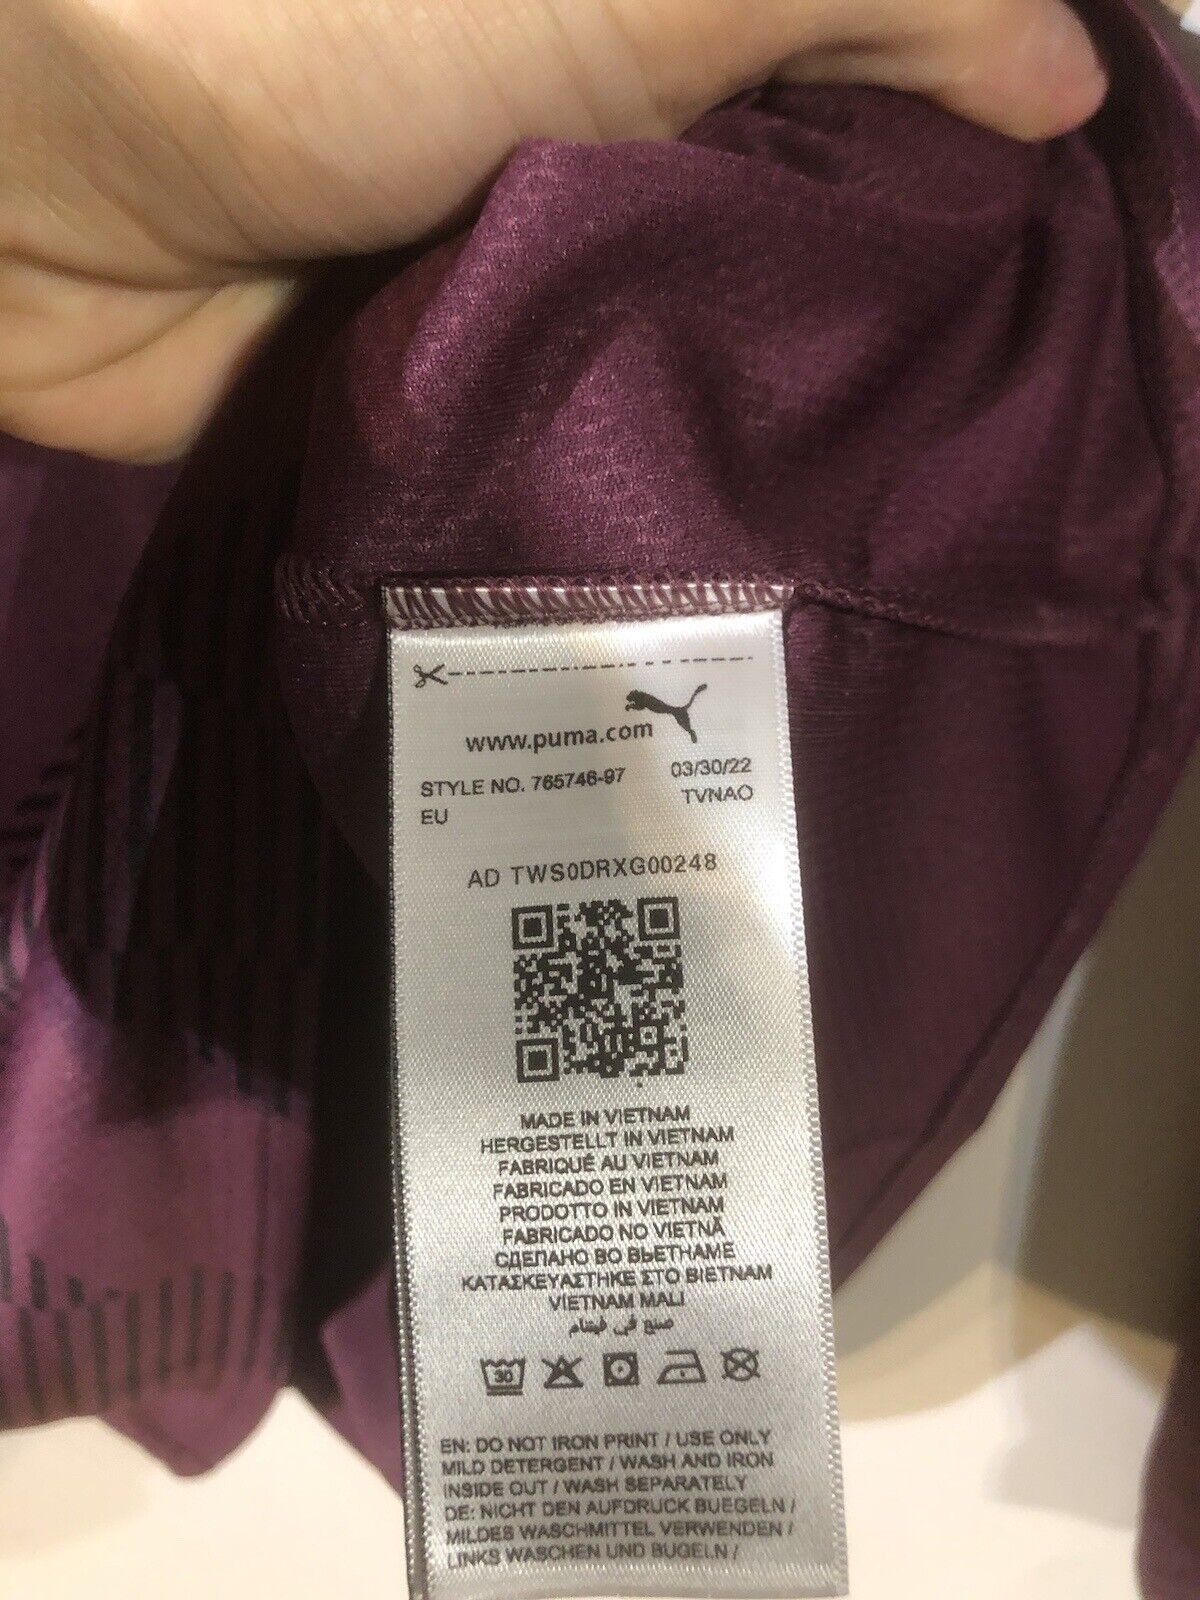 www.puma.com
STYLE NO. 765746-97 03/30/22
EU TVNAO
AD TWS0DRXG00248
MADE IN VIETNAM
HERGESTELLT IN VIETNAM
FABRIQUÉ AU VIETNAM
FABRICADO EN VIETNAM
PRODOTTO IN VIETNAM
FABRICADO NO VIETNÃ
СДЕЛАНО ВО ВЬЕТНАМЕ
ΚΑΤΑΣΚΕΥΑΣΤΗΚΕ ΣΤΟ ΒΙΕΤΝΑΜ
VIETNAM MALI
صنع في فيتنام
30
EN: DO NOT IRON PRINT / USE ONLY
MILD DETERGENT / WASH AND IRON
INSIDE OUT / WASH SEPARATELY
DE: NICHT DEN AUFDRUCK BUEGELN /
MILDES WASCHMITTEL VERWENDEN /
LINKS WASCHEN UND BUGELN /